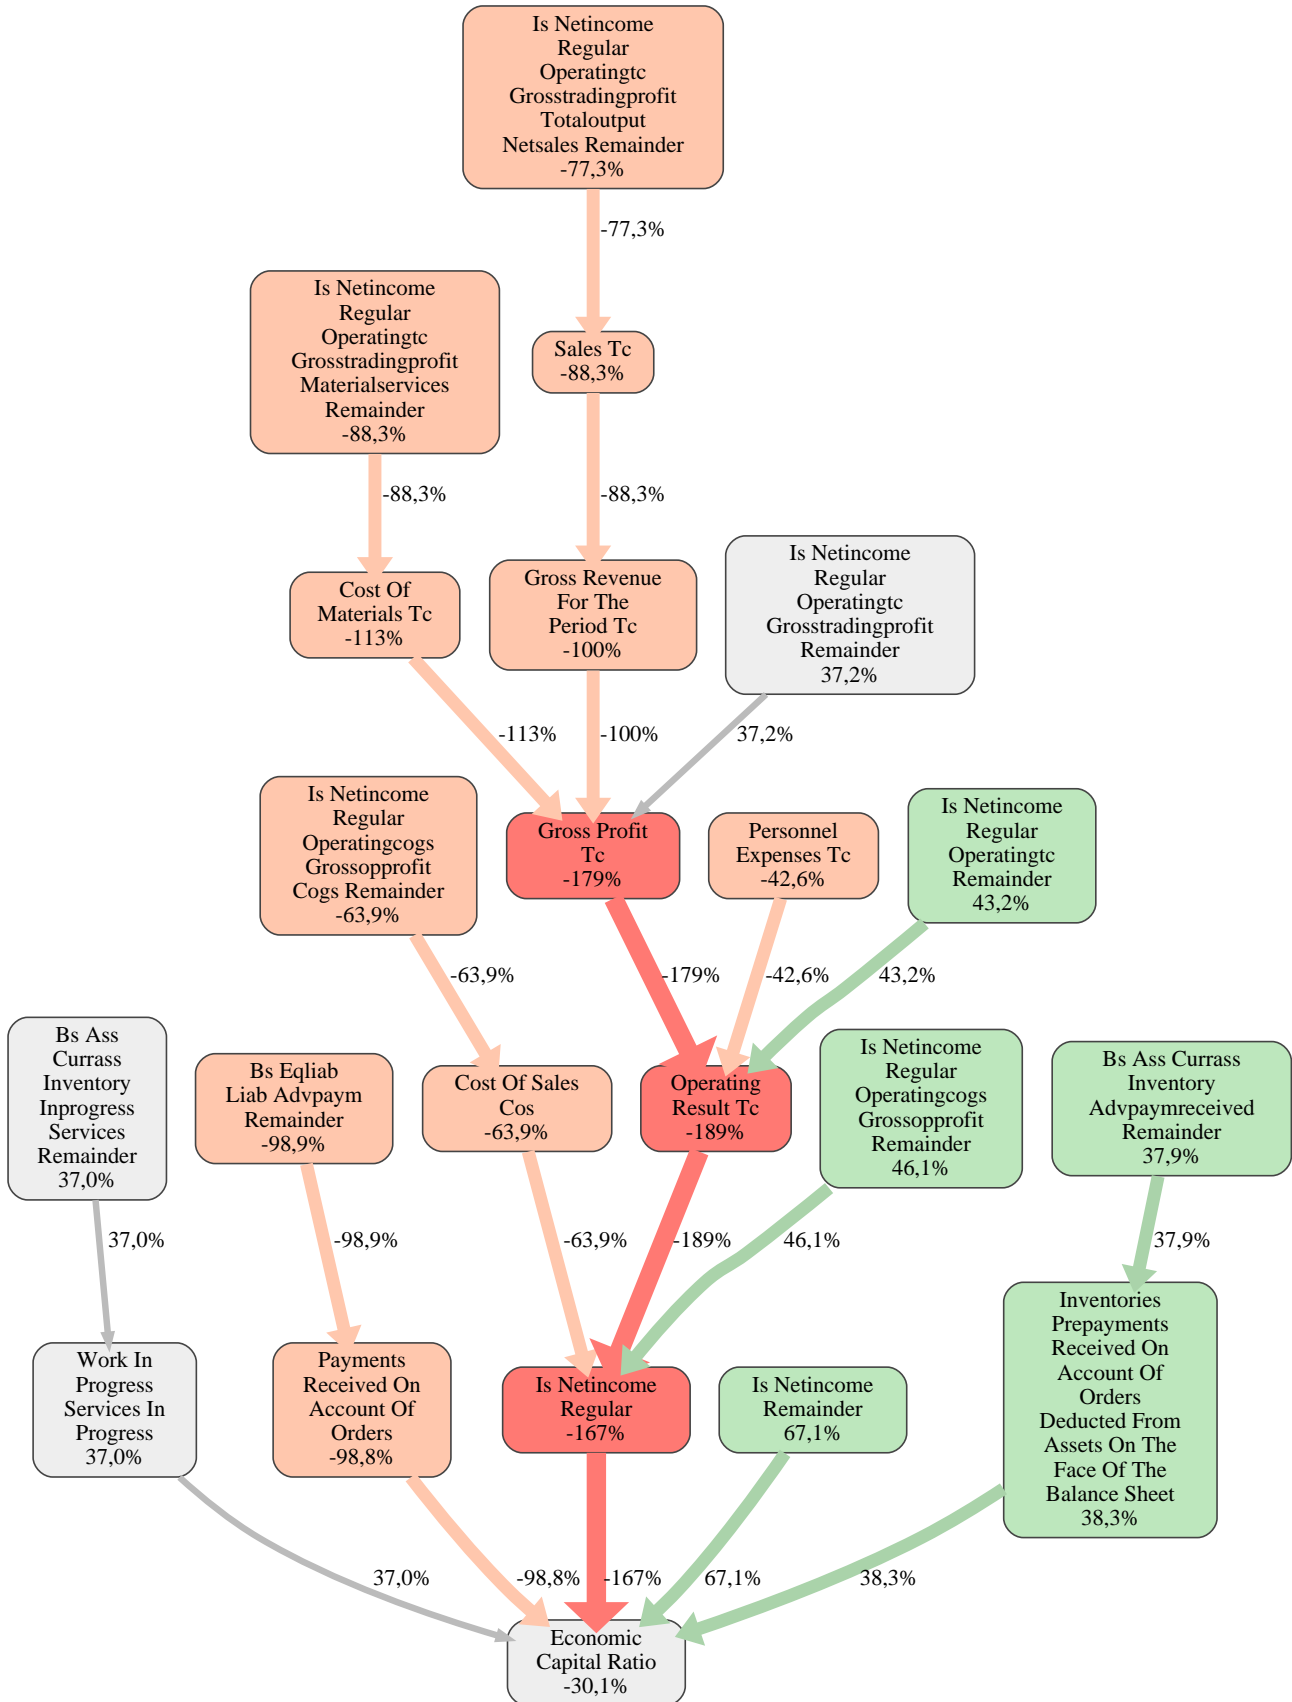 Is Netincome
Regular
Operatingtc
Grosstradingprofit
Totaloutput
Netsales Remainder
-77,3%
-77,3%
Is Netincome
Regular
Operatingtc
Grosstradingprofit
Materialservices
Remainder
-88,3%
Sales Tc
-88,3%
-88,3%
-88,3%
Is Netincome
Regular
Operatingtc
Grosstradingprofit
Remainder
37,2%
Cost Of
Materials Tc
-113%
Gross Revenue
For The
Period Tc
-100%
-113%
-100%
37,2%
Is Netincome
Regular
Operatingcogs
Grossopprofit
Cogs Remainder
-63,9%
Gross Profit
Tc
-179%
Personnel
Expenses Tc
-42,6%
Is Netincome
Regular
Operatingtc
Remainder
43,2%
-63,9%
-179%
-42,6%
43,2%
Bs Ass
Currass
Inventory
Inprogress
Services
Remainder
37,0%
Bs Eqliab
Liab Advpaym
Remainder
-98,9%
Cost Of Sales
Cos
-63,9%
Operating
Result Tc
-189%
Is Netincome
Regular
Operatingcogs
Grossopprofit
Remainder
46,1%
Bs Ass Currass
Inventory
Advpaymreceived
Remainder
37,9%
37,0%
-98,9%
-63,9%
-189%
46,1%
37,9%
Work In
Progress
Services In
Progress
37,0%
Payments
Received On
Account Of
Orders
-98,8%
Is Netincome
Regular
-167%
Is Netincome
Remainder
67,1%
Inventories
Prepayments
Received On
Account Of
Orders
Deducted From
Assets On The
Face Of The
Balance Sheet
38,3%
37,0%
-98,8%
-167%
67,1%
38,3%
Economic
Capital Ratio
-30,1%